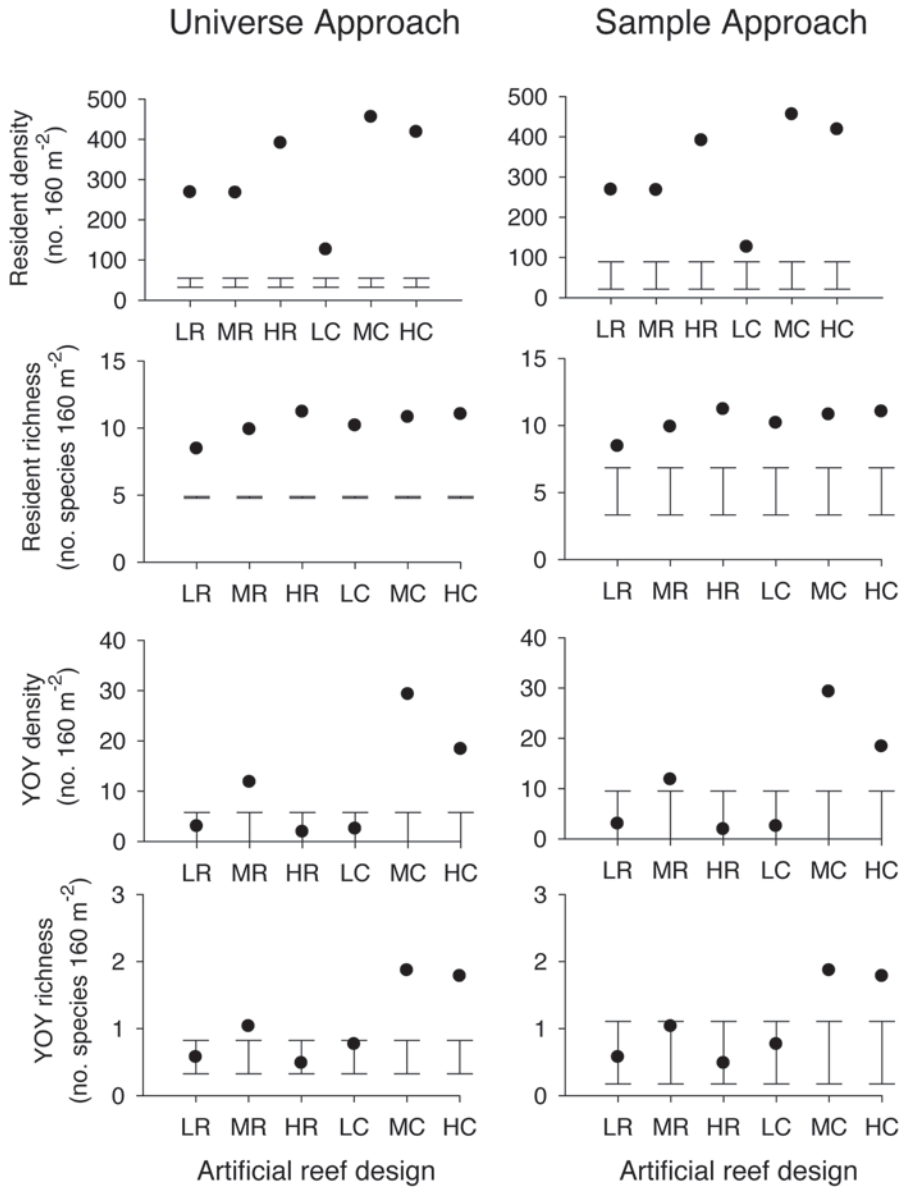 Universe Approach
Sample Approach
Resident density
(no. 160 m⁻²)
500
400
300
200
100
0
LR MR HR LC MC HC
500
400
300
200
100
0
LR MR HR LC MC HC
Resident richness
(no. species 160 m⁻²)
15
10
5
0
LR MR HR LC MC HC
15
10
5
0
LR MR HR LC MC HC
YOY density
(no. 160 m⁻²)
40
30
20
10
0
LR MR HR LC MC HC
40
30
20
10
0
LR MR HR LC MC HC
YOY richness
(no. species 160 m⁻²)
3
2
1
0
LR MR HR LC MC HC
Artificial reef design
3
2
1
0
LR MR HR LC MC HC
Artificial reef design